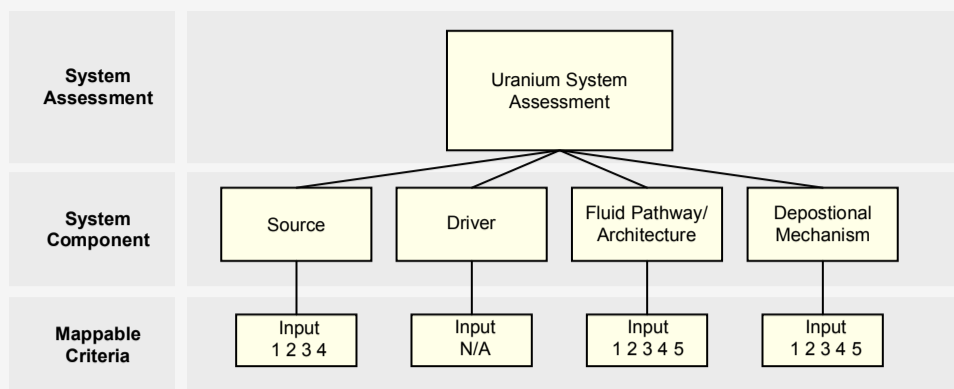 System
Assessment
Uranium System
Assessment
System
Component
Source
Driver
Fluid Pathway/
Architecture
Depostional
Mechanism
Mappable
Criteria
Input
1 2 3 4
Input
N/A
Input
1 2 3 4 5
Input
1 2 3 4 5